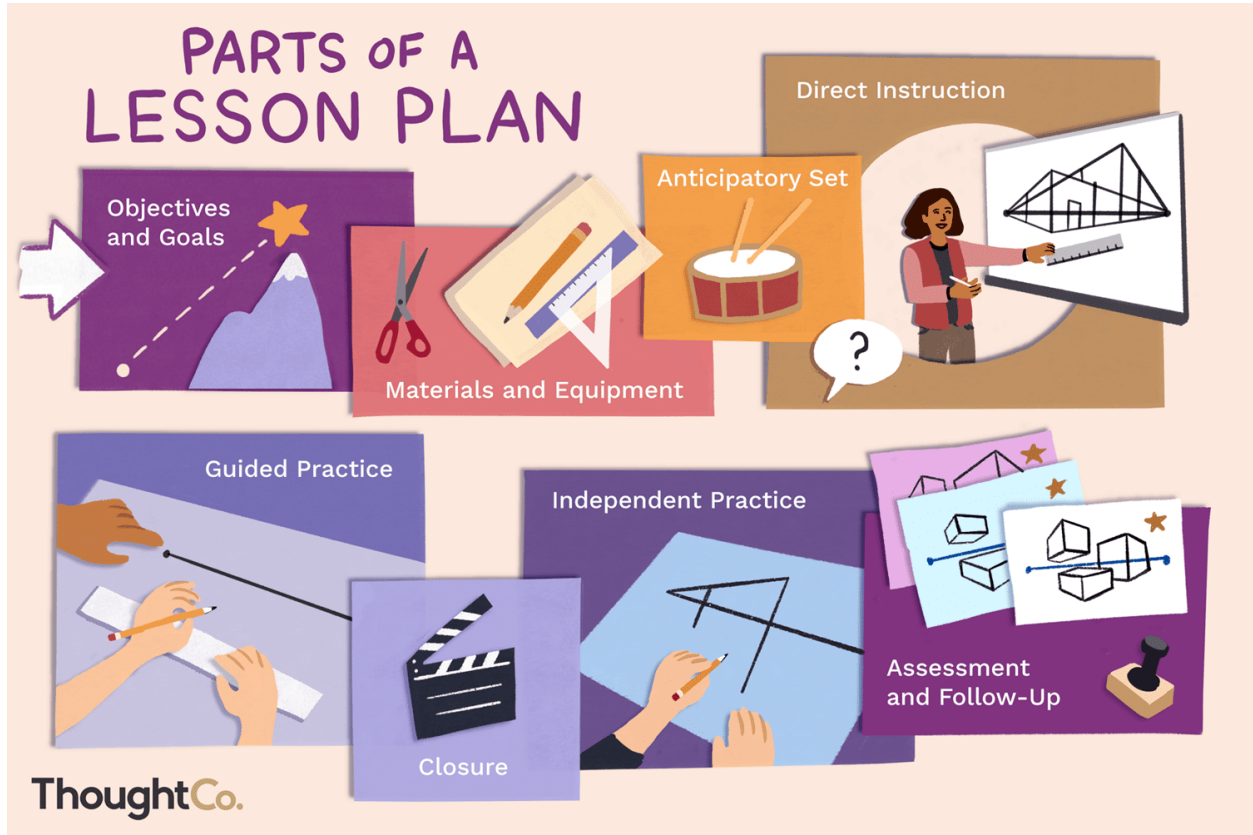 PARTS OF A
LESSON PLAN
Objectives
and Goals
Materials and Equipment
Anticipatory Set
Direct Instruction
?
Guided Practice
Closure
Independent Practice
Assessment
and Follow-Up
ThoughtCo.